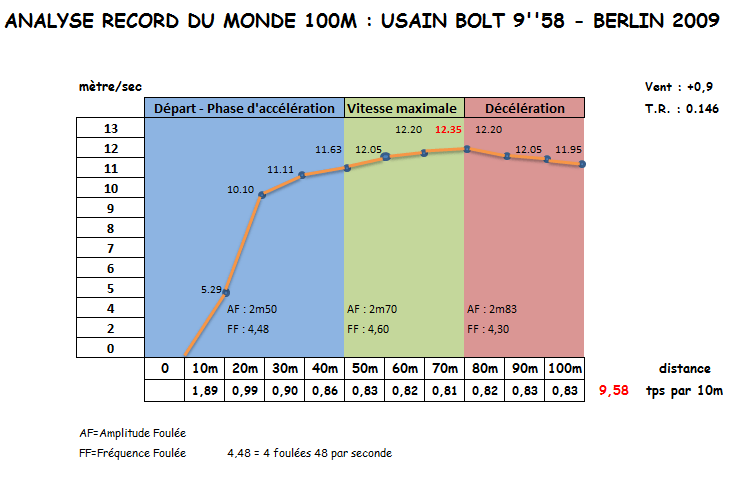 ANALYSE RECORD DU MONDE 100M : USAIN BOLT 9''58 - BERLIN 2009
mètre/sec
Vent : +0,9
Départ - Phase d'accélération Vitesse maximale Décélération
T.R. : 0.146
13
12.20 12.35 12.20
12
11.63 12.05 12.05 11.95
11
11.11
10
10.10
9
8
7
6
5
5.29
4
AF : 2m50 AF : 2m70 AF : 2m83
2
FF : 4,48 FF : 4,60 FF : 4,30
0
0 10m 20m 30m 40m 50m 60m 70m 80m 90m 100m distance
1,89 0,99 0,90 0,86 0,83 0,82 0,81 0,82 0,83 0,83 9,58 tps par 10m
AF=Amplitude Foulée
FF=Fréquence Foulée 4,48 = 4 foulées 48 par seconde